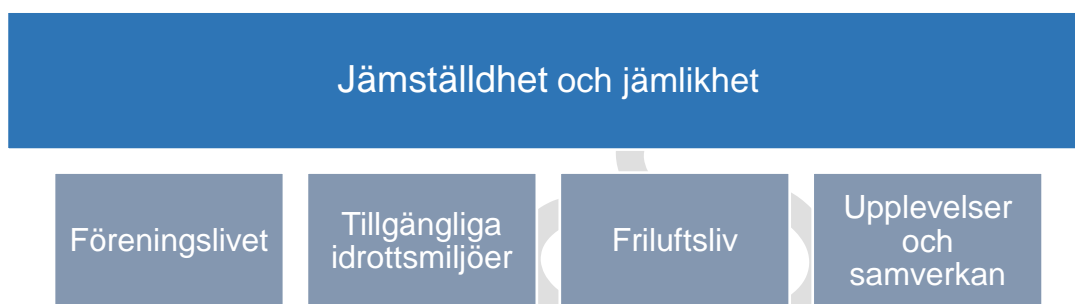 Jämställdhet och jämlikhet
Föreningslivet
Tillgängliga
idrottsmiljöer
Friluftsliv
Upplevelser
och
samverkan